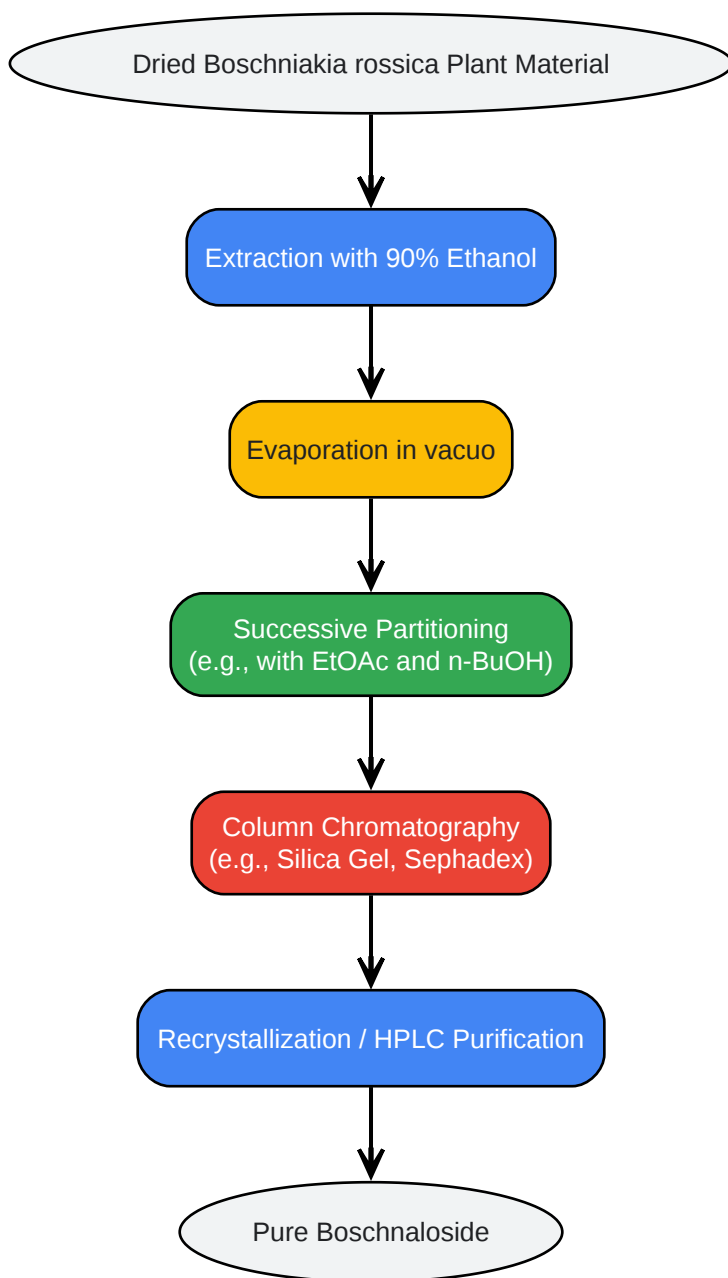 Dried Boschniakia rossica Plant Material
Extraction with 90% Ethanol
Evaporation in vacuo
Successive Partitioning
(e.g., with EtOAc and n-BuOH)
Column Chromatography
(e.g., Silica Gel, Sephadex)
Recrystallization / HPLC Purification
Pure Boschnaloside